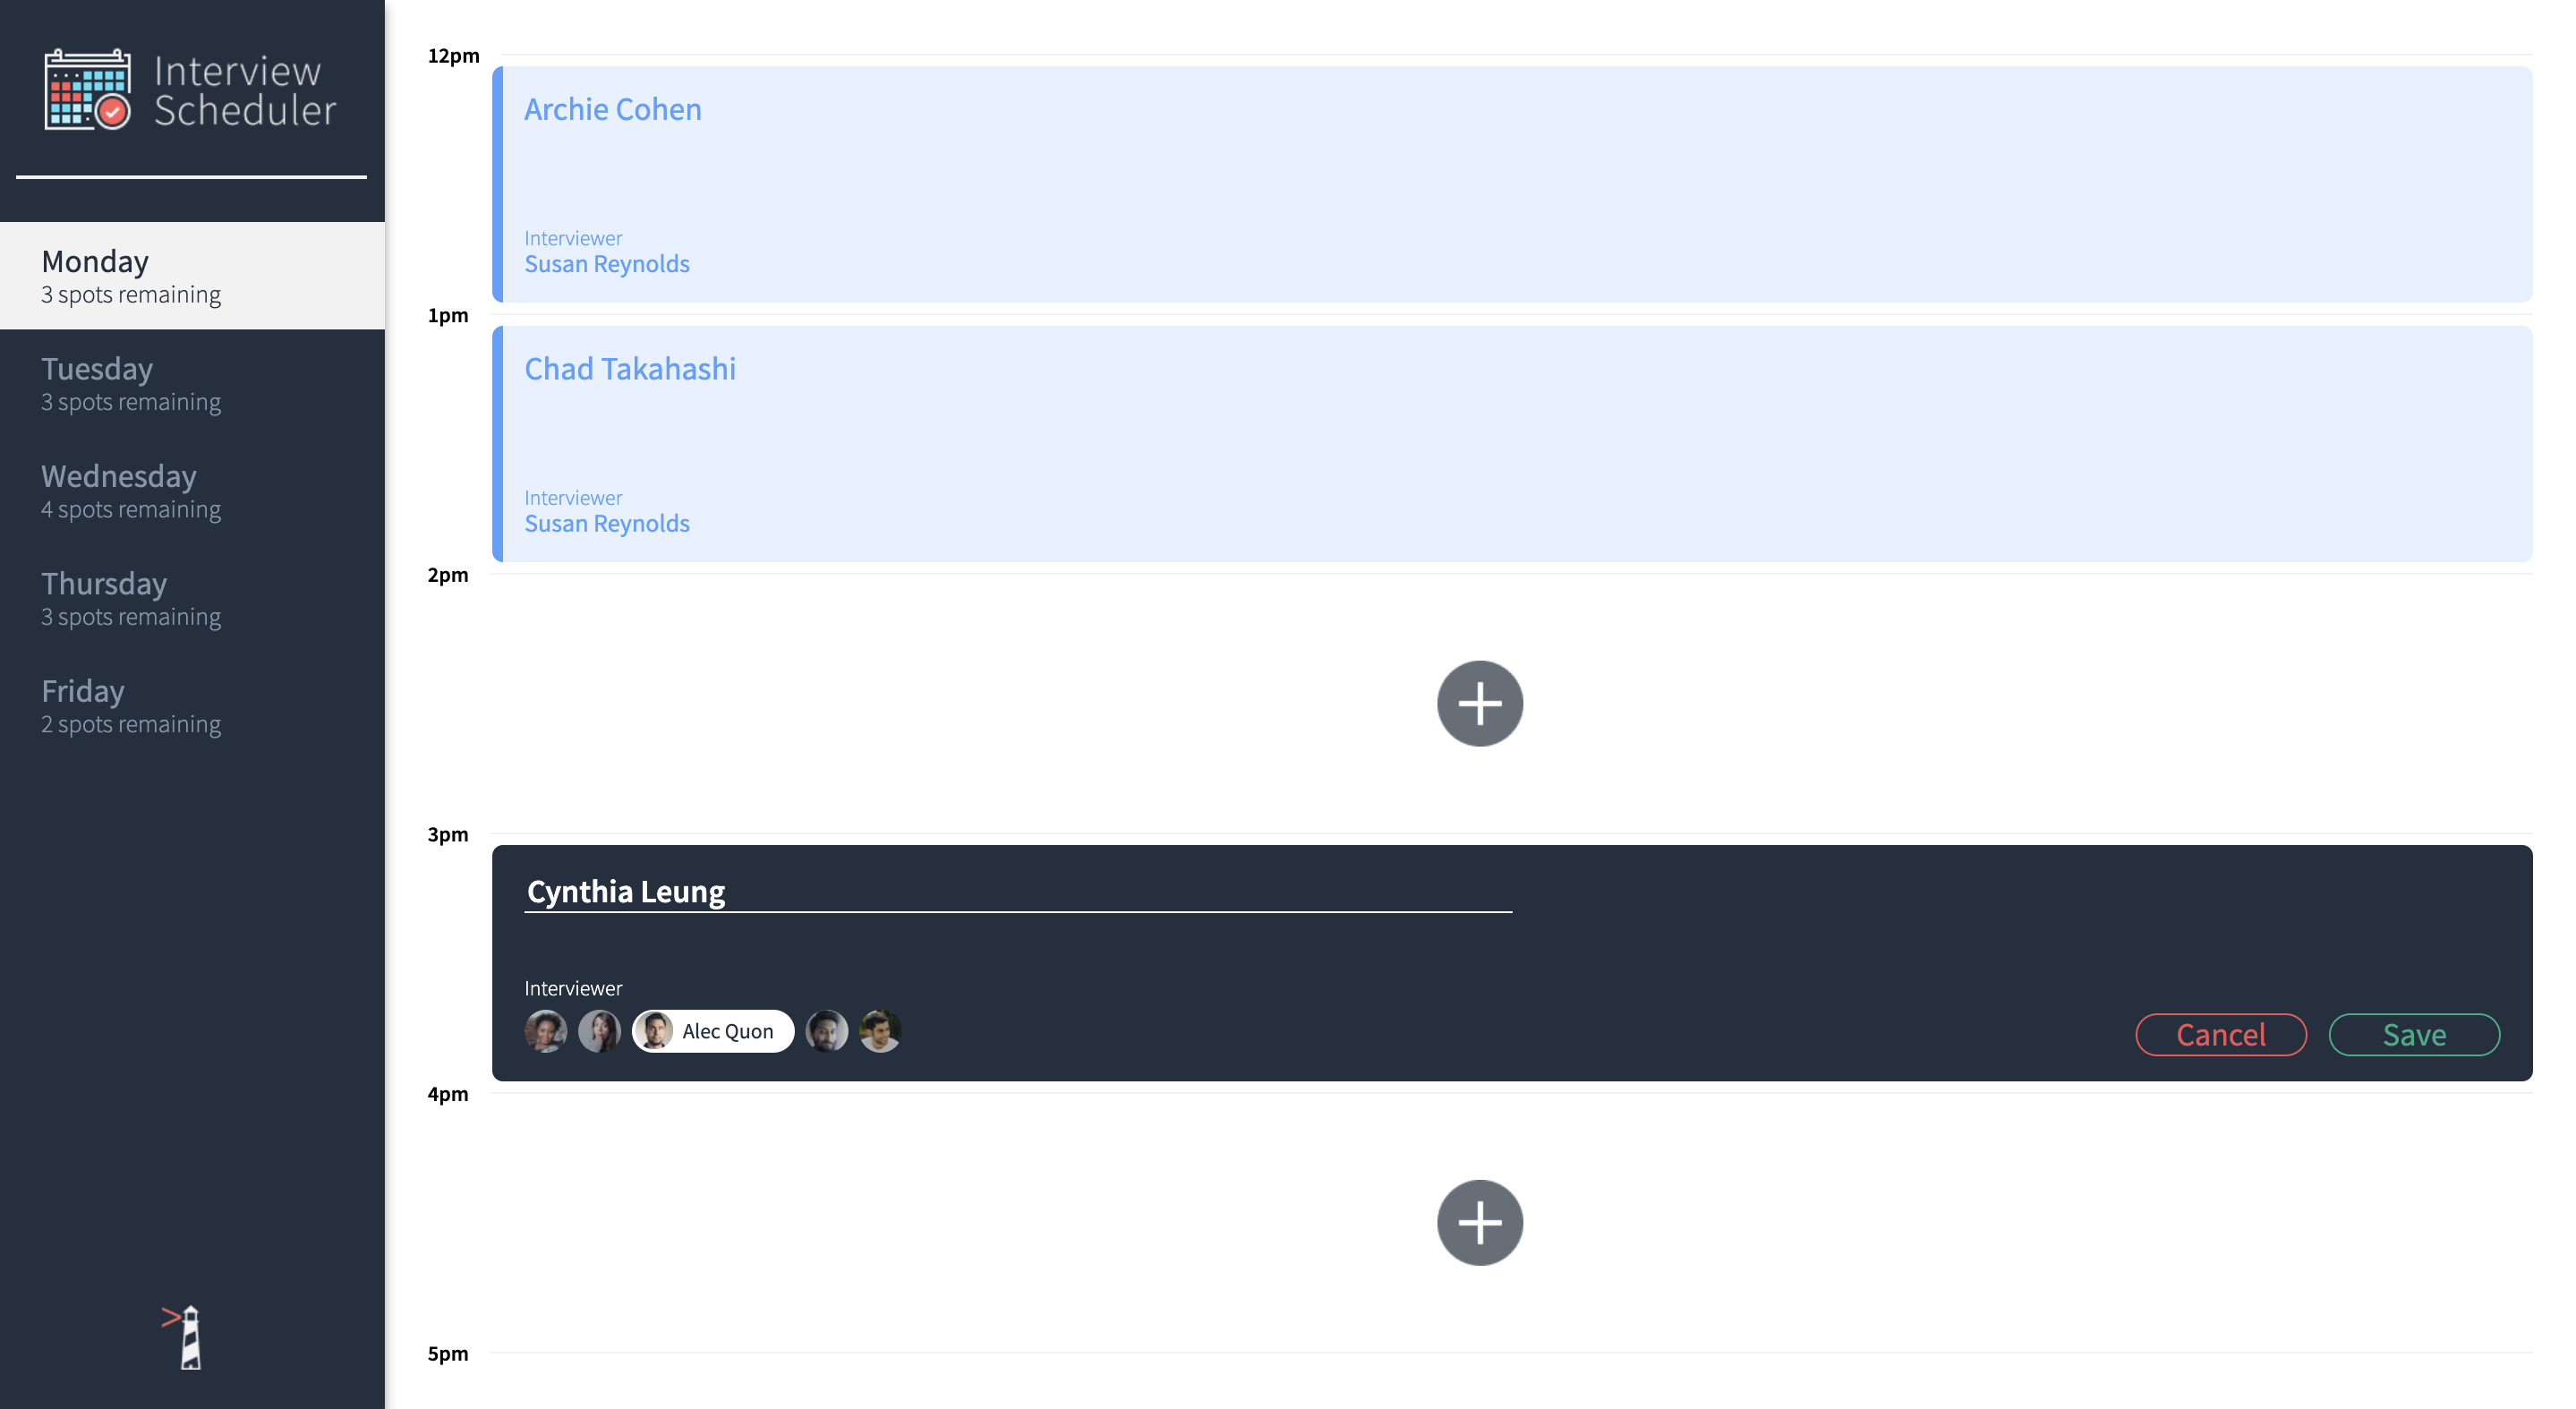 Interview
Scheduler
Monday
3 spots remaining
Tuesday
3 spots remaining
Wednesday
4 spots remaining
Thursday
3 spots remaining
Friday
2 spots remaining
12pm
Archie Cohen
Interviewer
Susan Reynolds
1pm
Chad Takahashi
Interviewer
Susan Reynolds
2pm
3pm
Cynthia Leung
Interviewer
Alec Quon
Cancel
Save
4pm
5pm